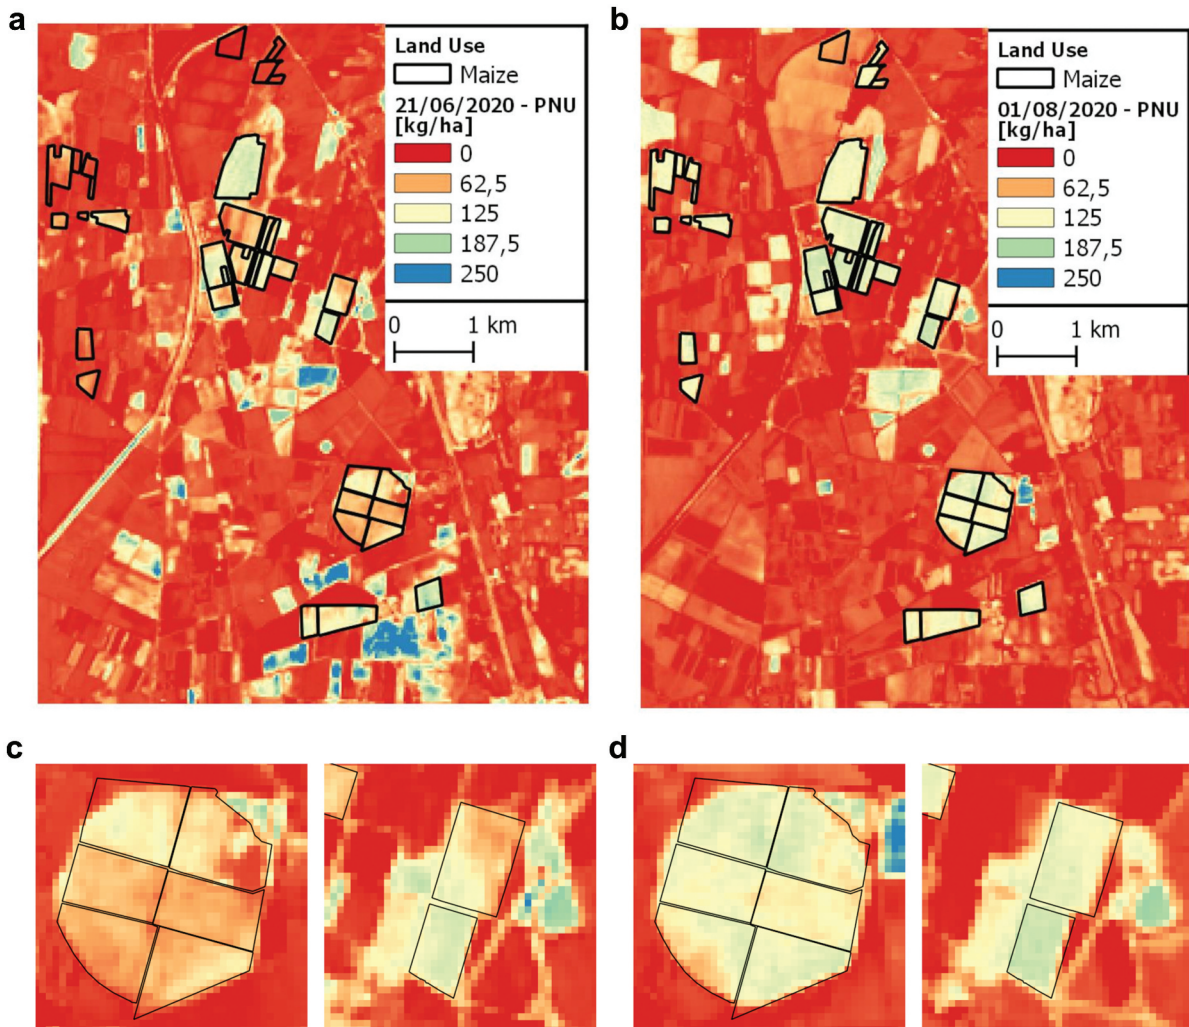 a
Land Use
Maize
21/06/2020 - PNU
[kg/ha]
0
62,5
125
187,5
250
0 1 km
b
Land Use
Maize
01/08/2020 - PNU
[kg/ha]
0
62,5
125
187,5
250
0 1 km
c
d